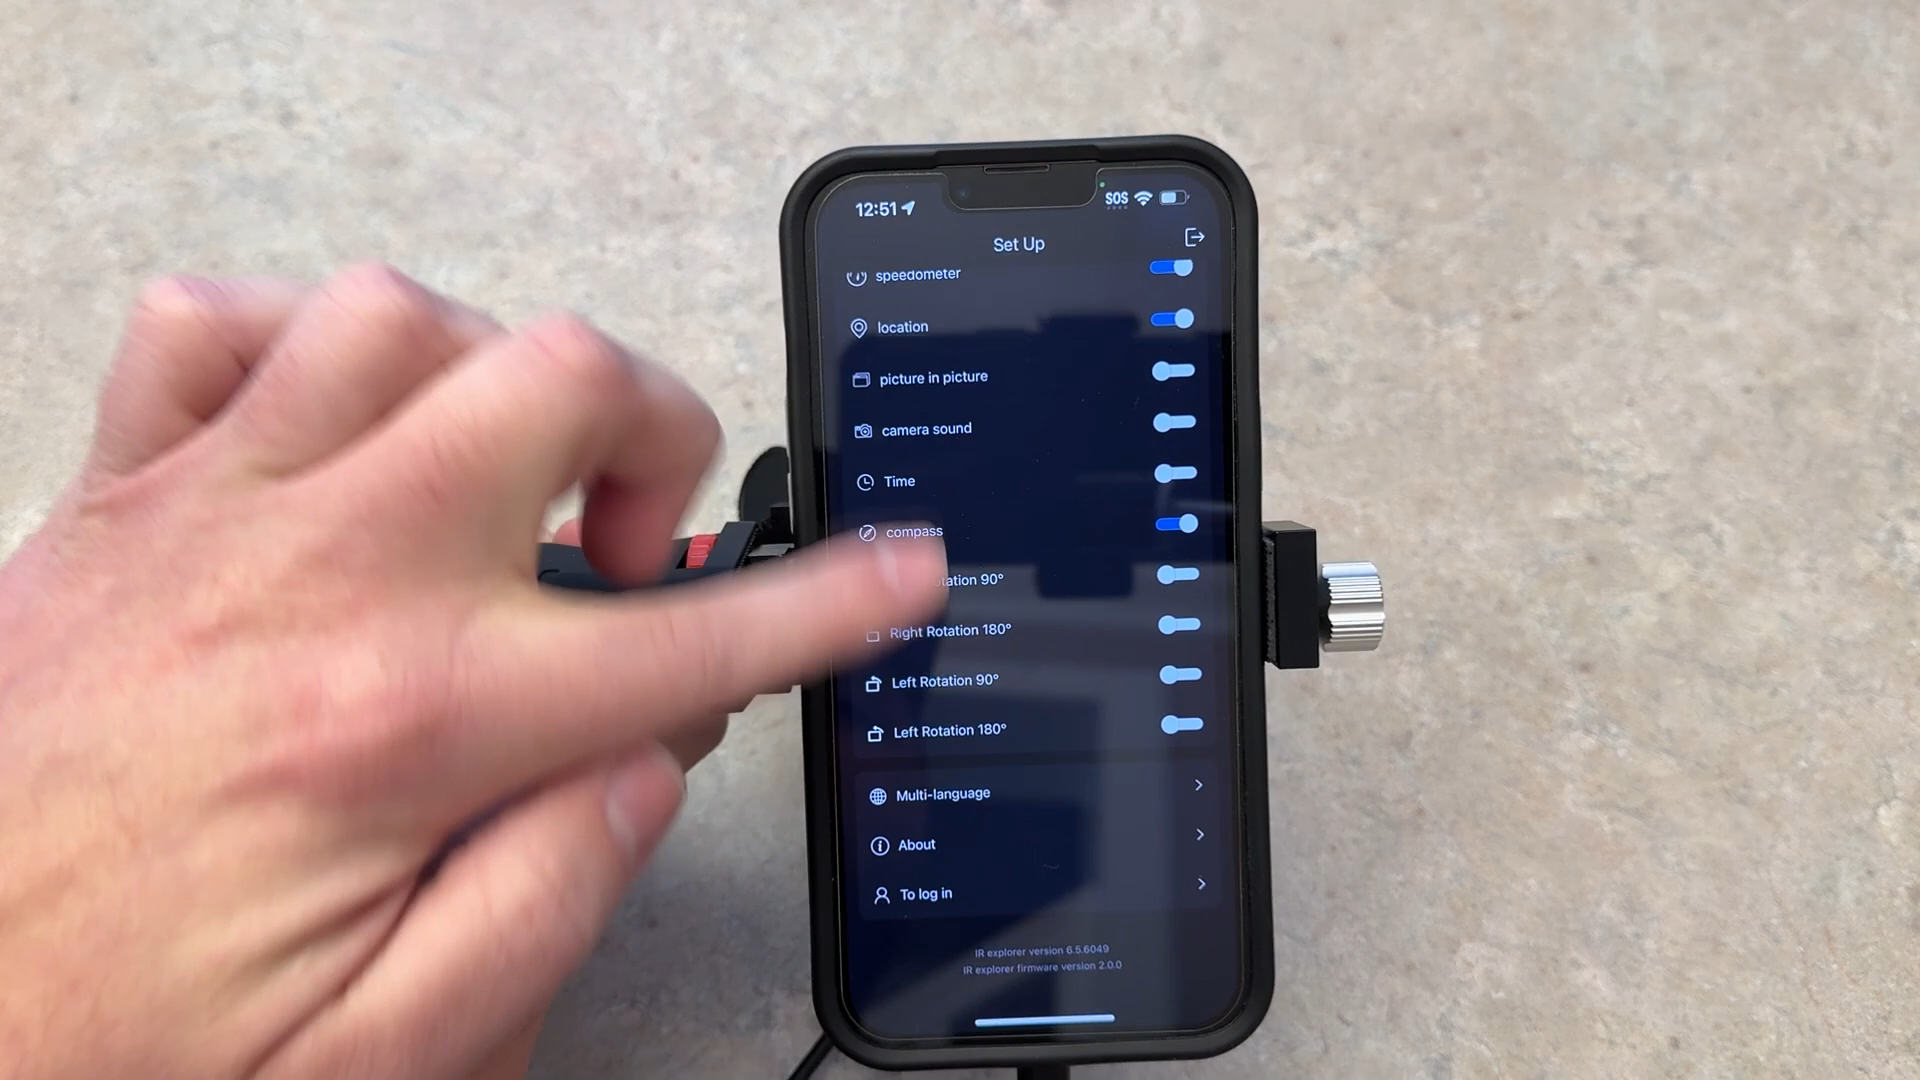 12:51
SOS
Set Up
speedometer
location
picture in picture
camera sound
Time
compass
90°
Right Rotation 180°
Left Rotation 90°
Left Rotation 180°
Multi-language
About
To log in
IR explorer version 6.5.6049
IR explorer firmware version 2.0.0